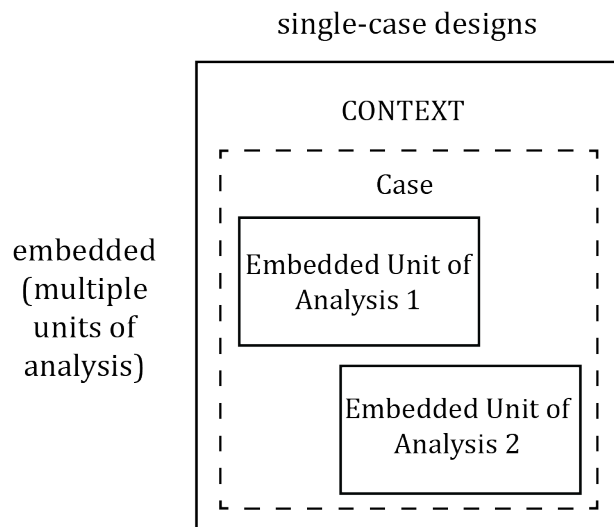 single-case designs
CONTEXT
Case
embedded
(multiple
units of
analysis)
Embedded Unit of
Analysis 1
Embedded Unit of
Analysis 2